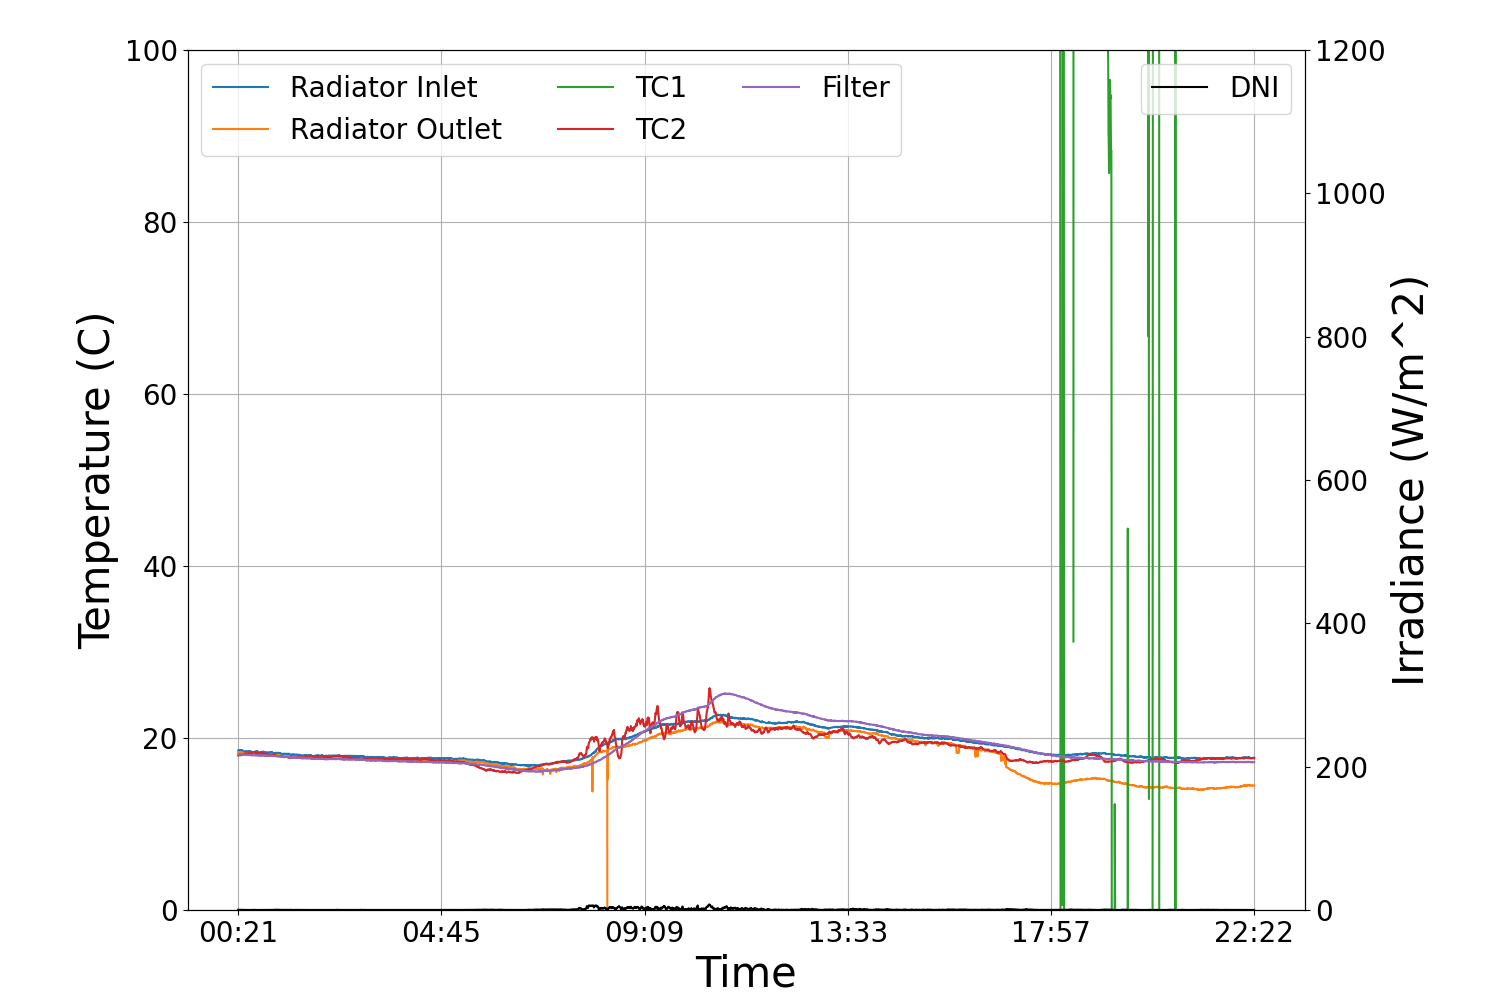 100
80
60
40
20
0
Temperature (C)
Radiator Inlet
Radiator Outlet
TC1
TC2
Filter
DNI
1200
1000
800
600
400
200
0
Irradiance (W/m^2)
00:21 04:45 09:09 13:33 17:57 22:22
Time